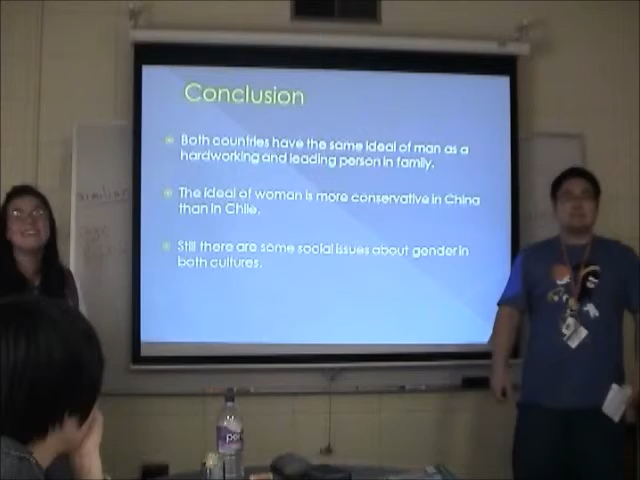 Conclusion
Both countries have the same ideal of man as a
hardworking and leading person in family.
The ideal of woman is more conservative in China
than in Chile.
Still there are some social issues about gender in
both cultures.